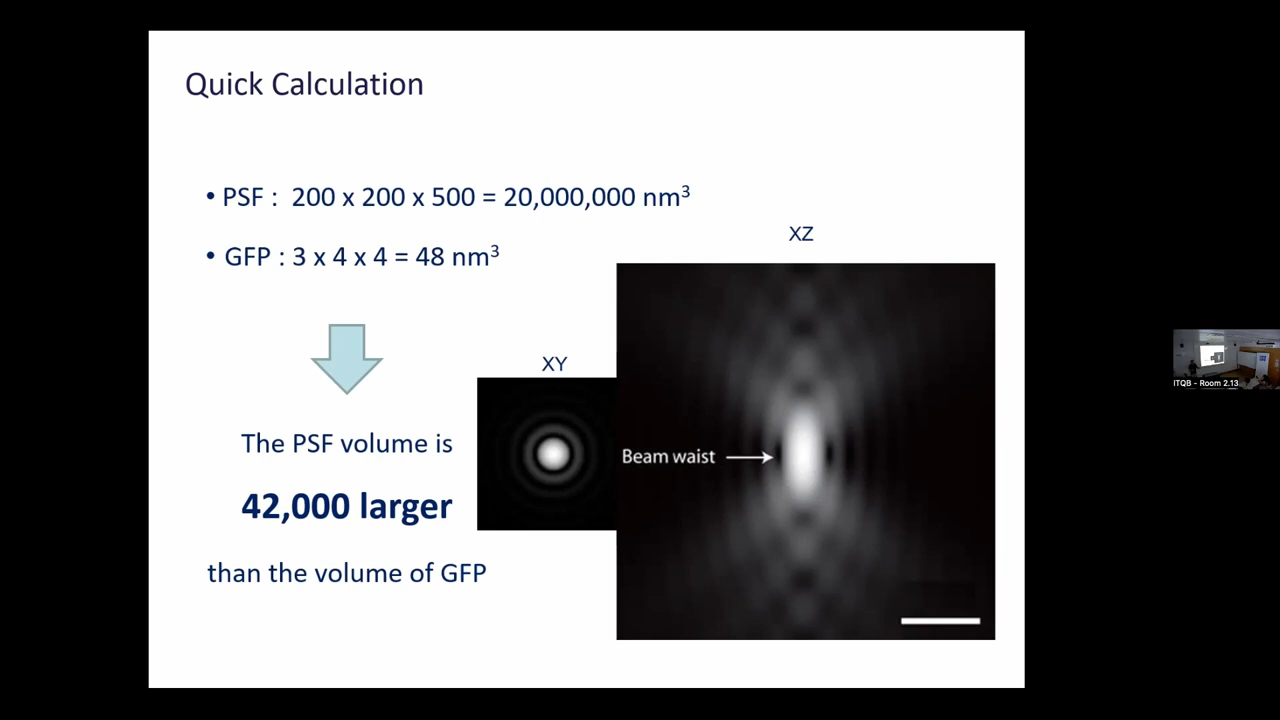 Quick Calculation
• PSF : 200 x 200 x 500 = 20,000,000 nm³
• GFP : 3 x 4 x 4 = 48 nm³
XZ
XY
Beam waist
The PSF volume is
42,000 larger
than the volume of GFP
ITQB - Room 2.13